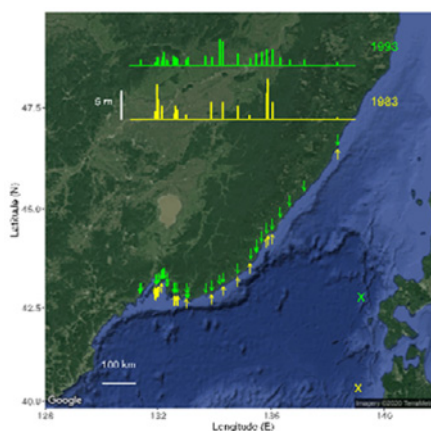 1993
5 m
1983
47.5
45.0
42.5
40.0
Latitude (N)
100 km
X
X
Google
Imagery ©2020 TerraMetrics
128
132
136
140
Longitude (E)